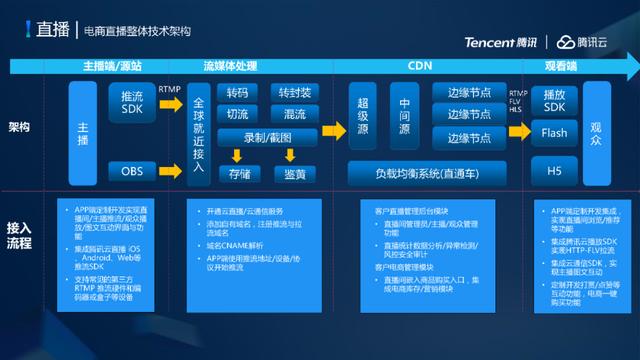 直播 | 电商直播整体技术架构
Tencent 腾讯 | 腾讯云
主播端/源站
流媒体处理
CDN
观看端
架构
主播
推流
SDK
OBS
RTMP
全球就近接入
转码
转封装
切流
混流
录制/截图
存储
鉴黄
超级源
中间源
边缘节点
边缘节点
边缘节点
负载均衡系统(直通车)
RTMP
FLV
HLS
播放
SDK
Flash
H5
观众
接入
流程
• APP端定制开发实现直
播间/主播推流/观众播
放/图文互动界面与功
能
• 集成腾讯云直播 iOS
、Android、Web等
推流SDK
• 支持常见的第三方
RTMP 推流硬件和编
码器或盒子等设备
• 开通云直播/云通信服务
• 添加自有域名，注册推流与拉
流域名
• 域名CNAME解析
• APP端使用推流地址/设备/协
议开始推流
客户直播管理后台模块
• 直播间管理员/主播/观众管理
功能
• 直播统计数据分析/异常检测/
风控安全审计
客户电商管理模块
• 直播间嵌入商品购买入口，集
成电商库存/营销模块
• APP端定制开发集成，
实现直播间浏览/推荐
等功能
• 集成腾讯云播放SDK
实现HTTP-FLV拉流
• 集成云通信SDK，实
现主播图文互动
• 定制开发打赏/点赞等
互动功能，电商一键
购买功能